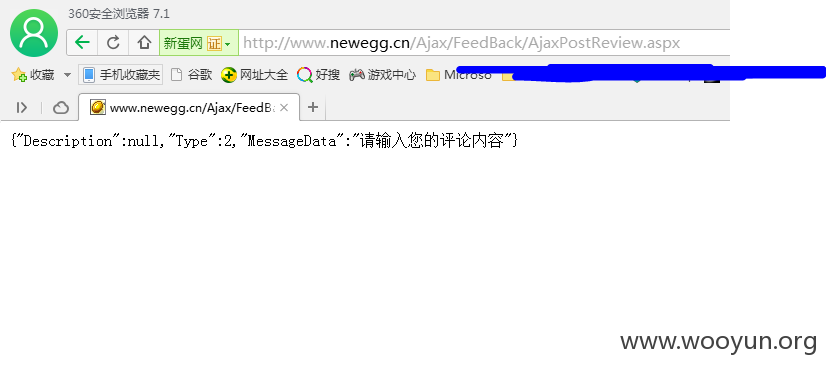 360安全浏览器 7.1
新蛋网 证 http://www.newegg.cn/Ajax/FeedBack/AjaxPostReview.aspx
收藏 手机收藏夹 谷歌 网址大全 好搜 游戏中心 Microso
www.newegg.cn/Ajax/FeedBa
{"Description":null,"Type":2,"MessageData":"请输入您的评论内容"}
www.wooyun.org